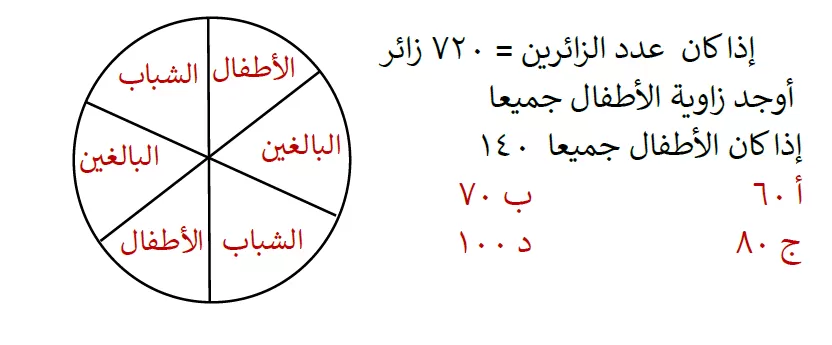 إذا كان عدد الزائرين = ٧٢٠ زائر
أوجد زاوية الأطفال جميعا
إذا كان الأطفال جميعا ١٤٠
أ ٦٠ ب ٧٠
ج ٨٠ د ١٠٠
الأطفال
الشباب
البالغين
البالغين
الشباب
الأطفال